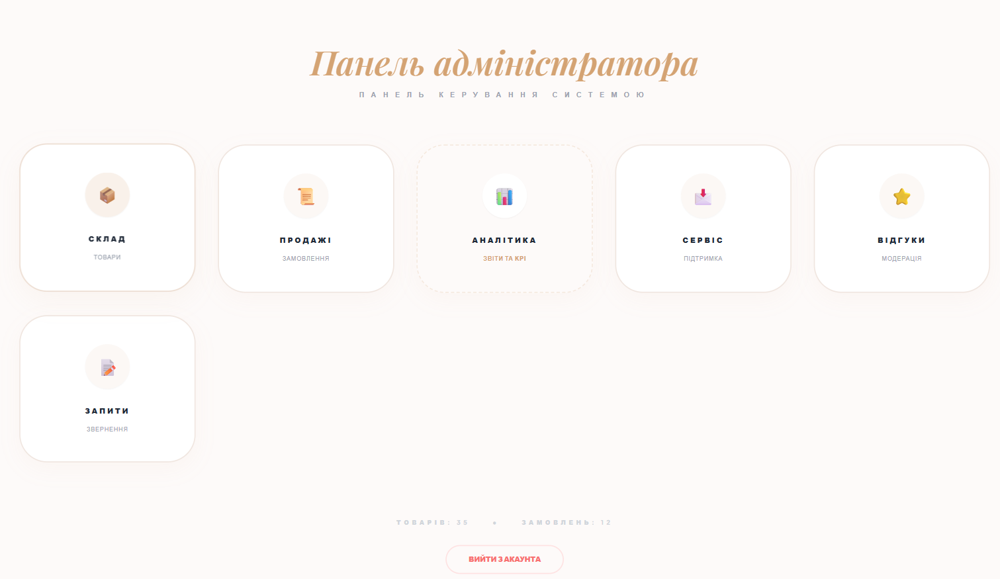 Панель адміністратора
ПАНЕЛЬ КЕРУВАННЯ СИСТЕМОЮ
СКЛАД
ТОВАРИ
ПРОДАЖІ
ЗАМОВЛЕННЯ
АНАЛІТИКА
ЗВІТИ ТА KPI
СЕРВІС
ПІДТРИМКА
ВІДГУКИ
МОДЕРАЦІЯ
ЗАПИТИ
ЗВЕРНЕННЯ
ТОВАРІВ: 35 • ЗАМОВЛЕНЬ: 12
ВИЙТИ З АКАУНТА